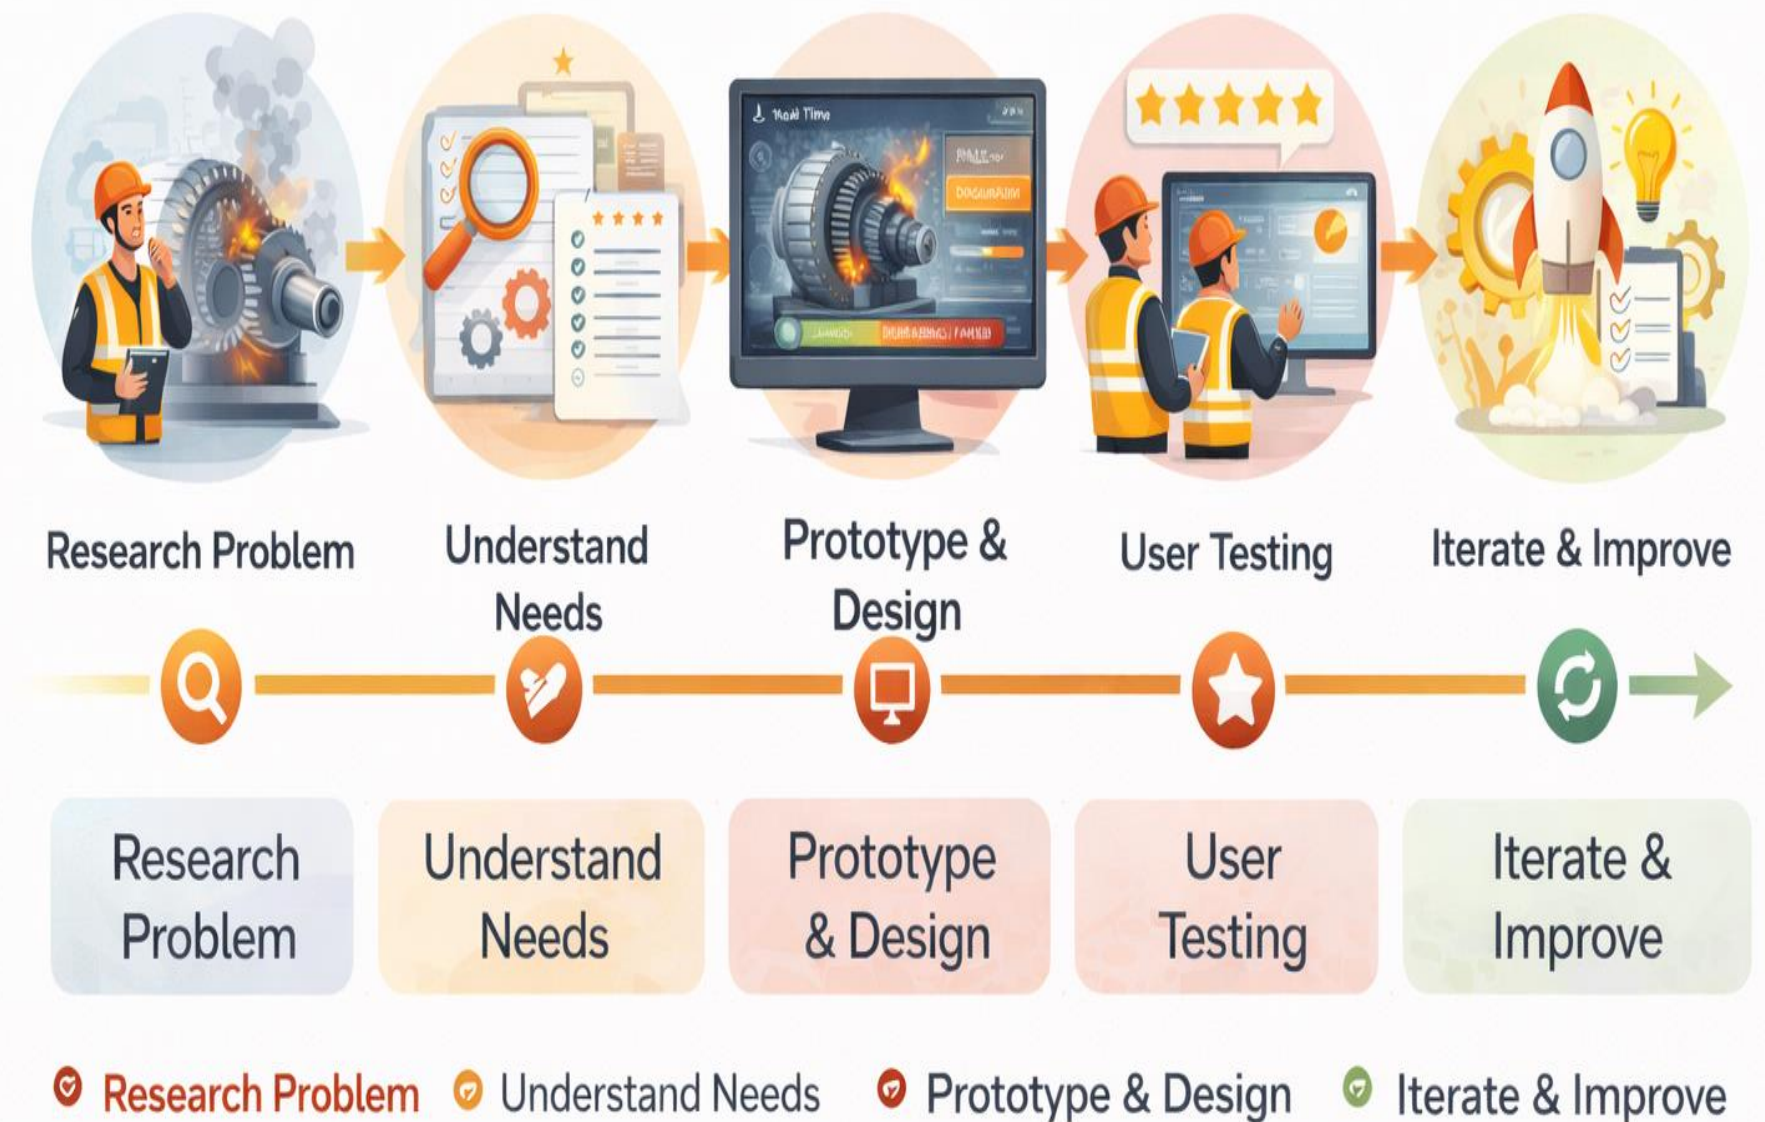 Research Problem
Understand
Needs
Prototype &
Design
User Testing
Iterate & Improve
Research
Problem
Understand
Needs
Prototype
& Design
User
Testing
Iterate &
Improve
Research Problem
Understand Needs
Prototype & Design
Iterate & Improve